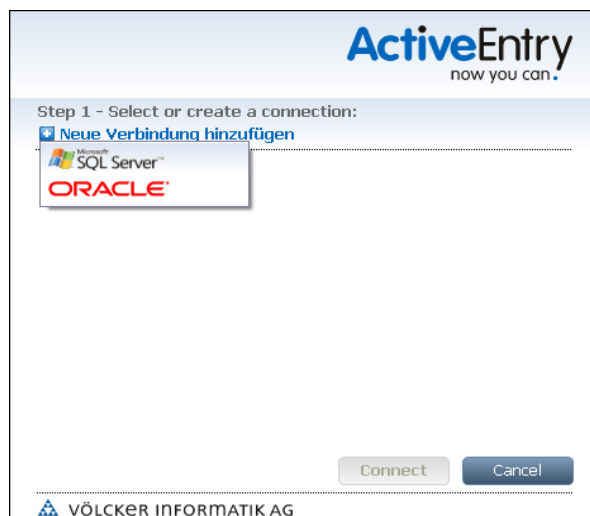 ActiveEntry
now you can.
Step 1 - Select or create a connection:
Neue Verbindung hinzufügen
Microsoft
SQL Server
ORACLE
Connect
Cancel
VÖLCKER INFORMATIK AG